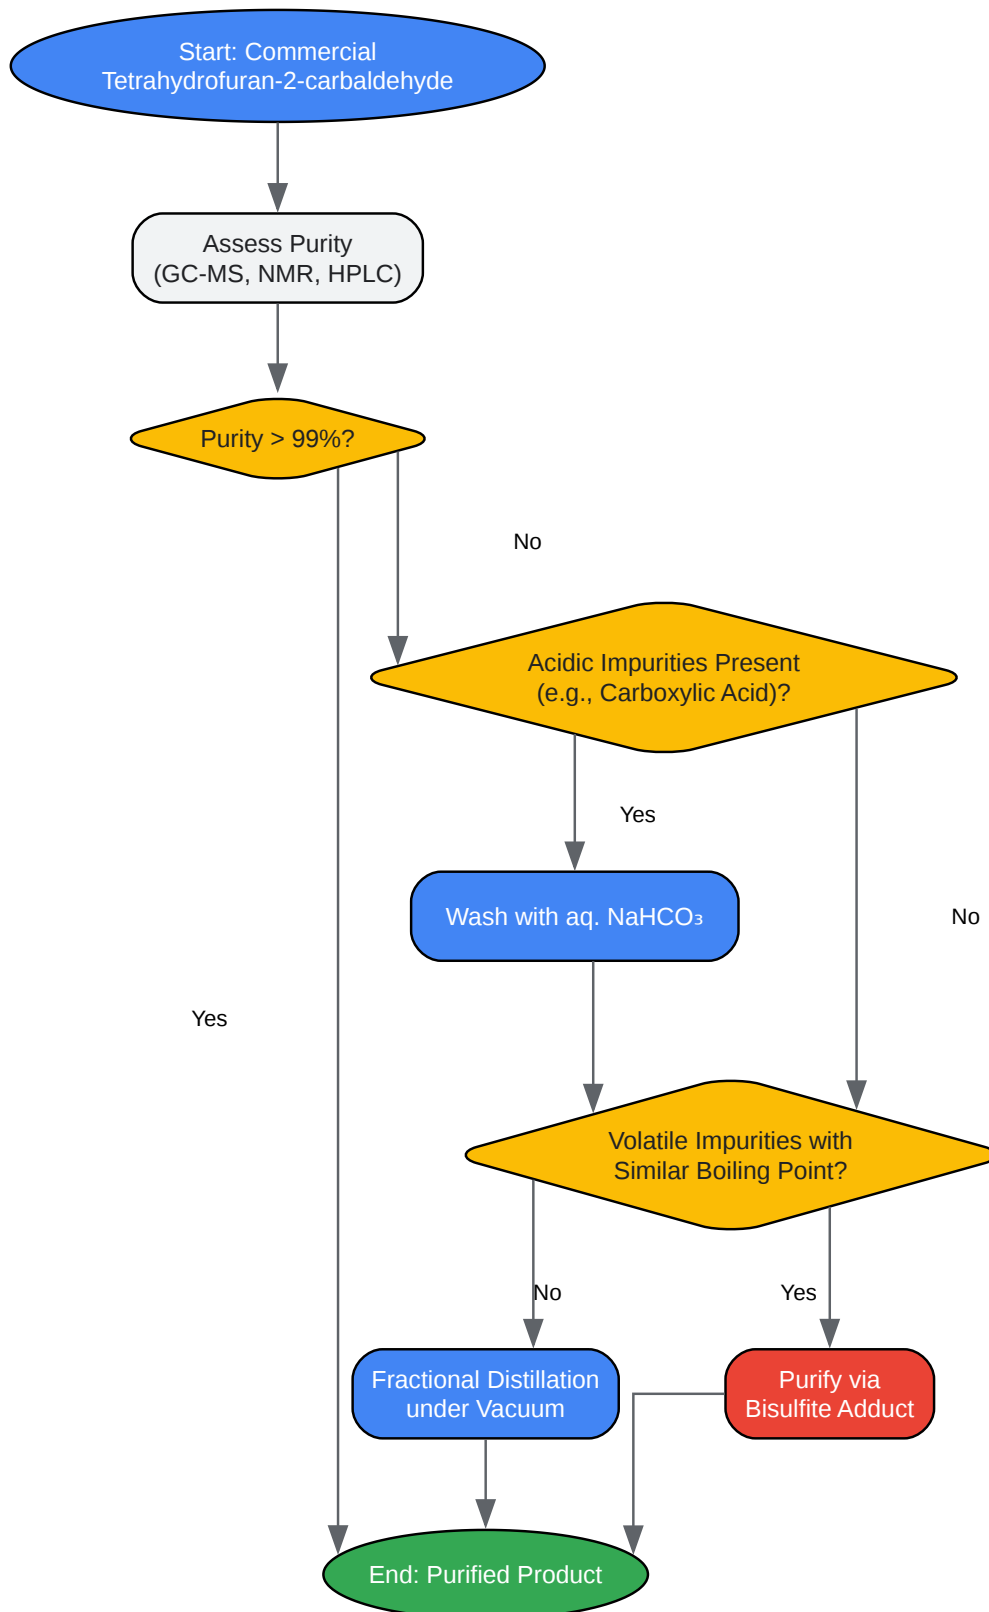 Start: Commercial
Tetrahydrofuran-2-carbaldehyde
Assess Purity
(GC-MS, NMR, HPLC)
Purity > 99%?
No
Acidic Impurities Present
(e.g., Carboxylic Acid)?
Yes
Wash with aq. NaHCO₃
No
Yes
Volatile Impurities with
Similar Boiling Point?
No
Yes
Fractional Distillation
under Vacuum
Purify via
Bisulfite Adduct
End: Purified Product